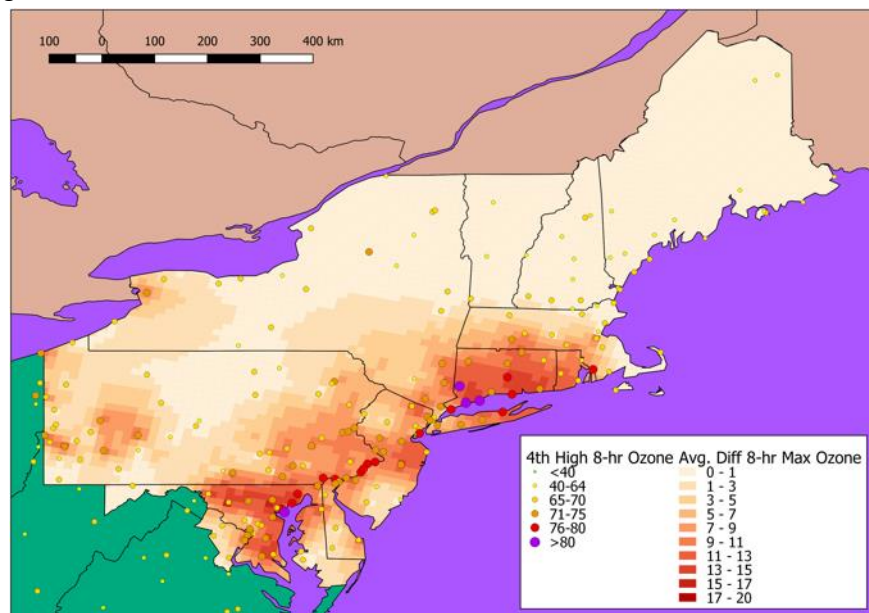 100 0 100 200 300 400 km
4th High 8-hr Ozone Avg. Diff 8-hr Max Ozone
<40 0 - 1
40-64 1 - 3
65-70 3 - 5
71-75 5 - 7
76-80 7 - 9
>80 9 - 11
11 - 13
13 - 15
15 - 17
17 - 20